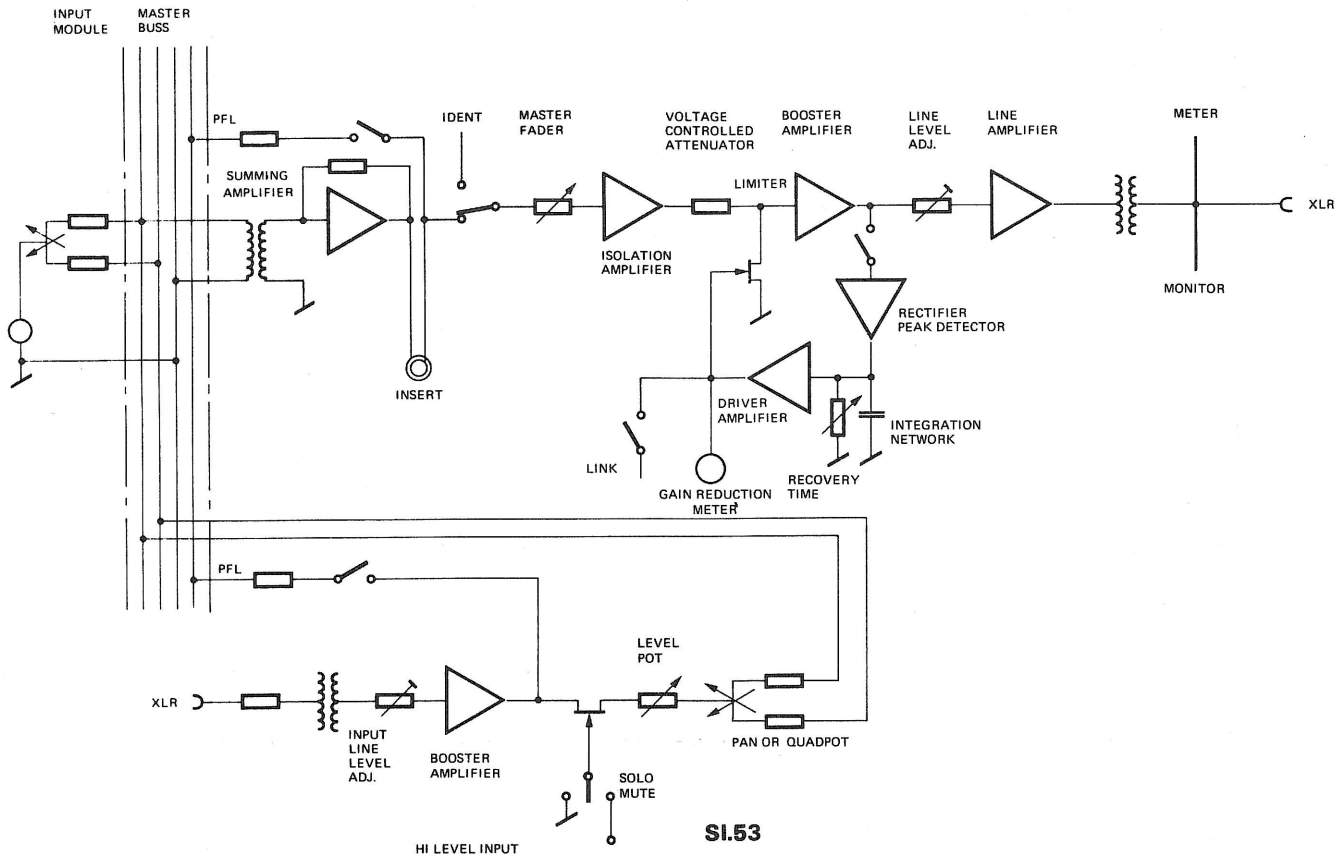 INPUT
MODULE
MASTER
BUSS
PFL
SUMMING
AMPLIFIER
INSERT
IDENT
MASTER
FADER
ISOLATION
AMPLIFIER
VOLTAGE
CONTROLLED
ATTENUATOR
LIMITER
BOOSTER
AMPLIFIER
LINE
LEVEL
ADJ.
LINE
AMPLIFIER
METER
XLR
MONITOR
RECTIFIER
PEAK DETECTOR
DRIVER
AMPLIFIER
INTEGRATION
NETWORK
RECOVERY
TIME
LINK
GAIN REDUCTION
METER
PFL
LEVEL
POT
XLR
INPUT
LINE
LEVEL
ADJ.
BOOSTER
AMPLIFIER
PAN OR QUADPOT
SOLO
MUTE
HI LEVEL INPUT
SI.53